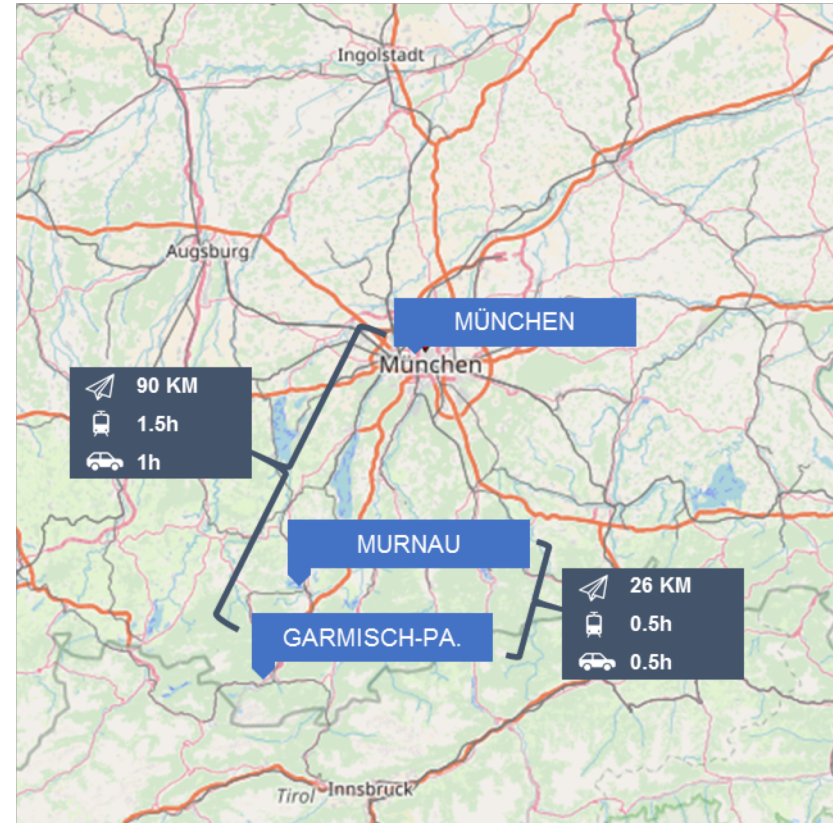 Ingolstadt
Augsburg
MÜNCHEN
München
90 KM
1.5h
1h
MURNAU
26 KM
0.5h
0.5h
GARMISCH-PA.
Tirol
Innsbruck